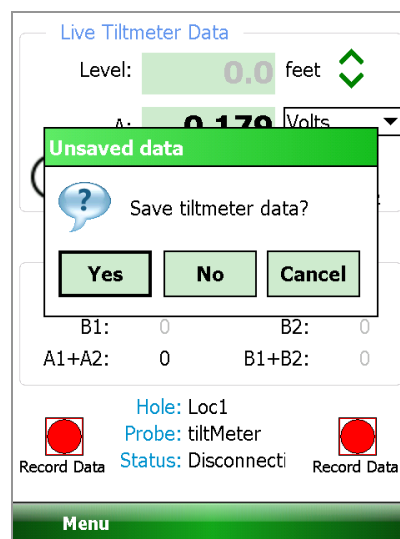 Live Tiltmeter Data
Level: 0.0 feet
A: 0.179 Volts
Unsaved data
Save tiltmeter data?
Yes No Cancel
B1: 0 B2: 0
A1+A2: 0 B1+B2: 0
Hole: Loc1
Probe: tiltMeter
Status: Disconnecti
Record Data Record Data
Menu